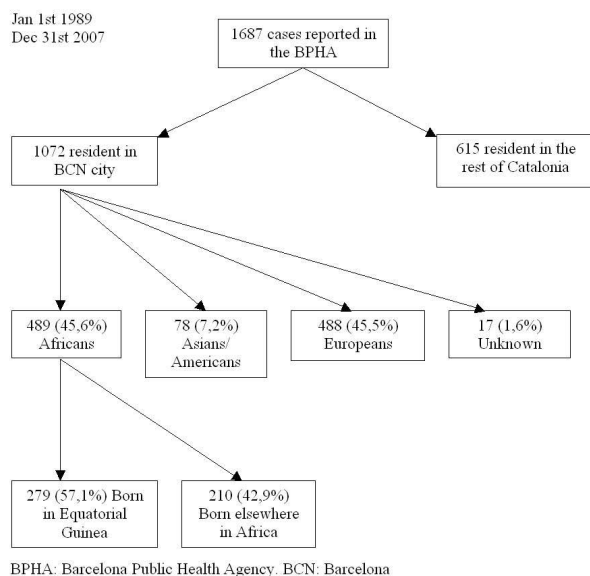 Jan 1st 1989
Dec 31st 2007
1687 cases reported in
the BPHA
1072 resident in
BCN city
615 resident in the
rest of Catalonia
489 (45,6%)
Africans
78 (7,2%)
Asians/
Americans
488 (45,5%)
Europeans
17 (1,6%)
Unknown
279 (57,1%) Born
in Equatorial
Guinea
210 (42,9%)
Born elsewhere
in Africa
BPHA: Barcelona Public Health Agency. BCN: Barcelona